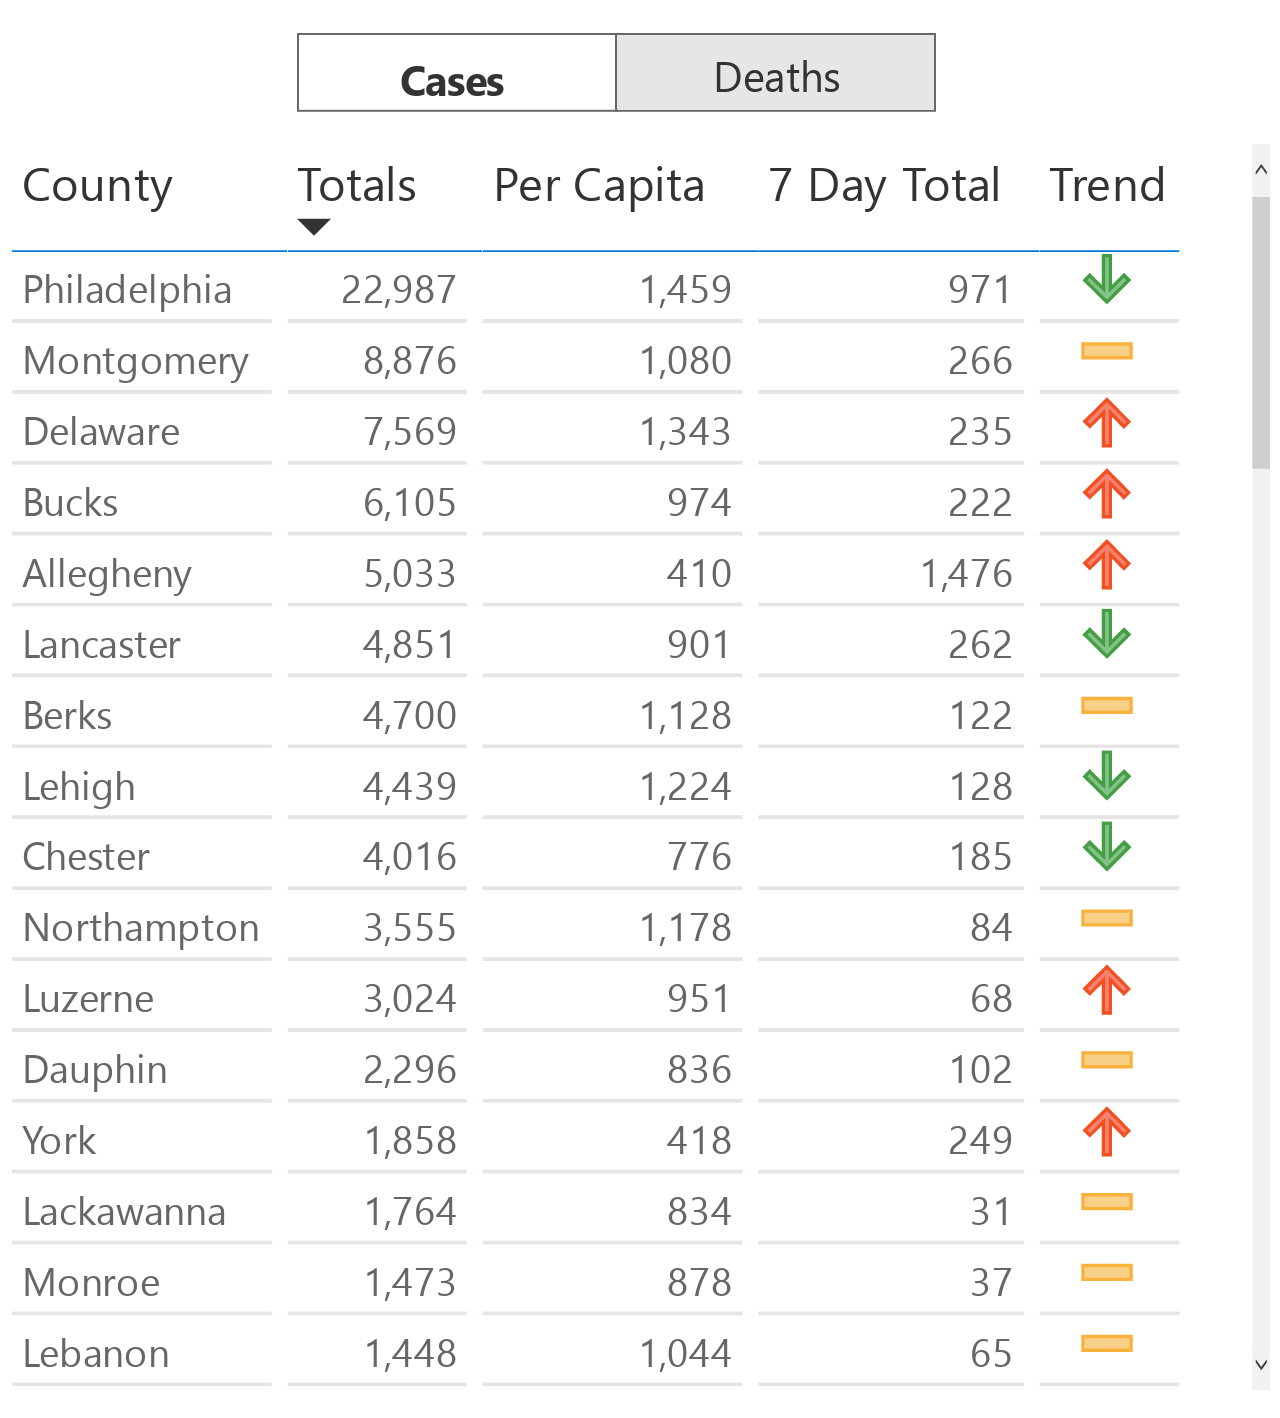 Cases Deaths
County Totals Per Capita 7 Day Total Trend
Philadelphia 22,987 1,459 971
Montgomery 8,876 1,080 266
Delaware 7,569 1,343 235
Bucks 6,105 974 222
Allegheny 5,033 410 1,476
Lancaster 4,851 901 262
Berks 4,700 1,128 122
Lehigh 4,439 1,224 128
Chester 4,016 776 185
Northampton 3,555 1,178 84
Luzerne 3,024 951 68
Dauphin 2,296 836 102
York 1,858 418 249
Lackawanna 1,764 834 31
Monroe 1,473 878 37
Lebanon 1,448 1,044 65